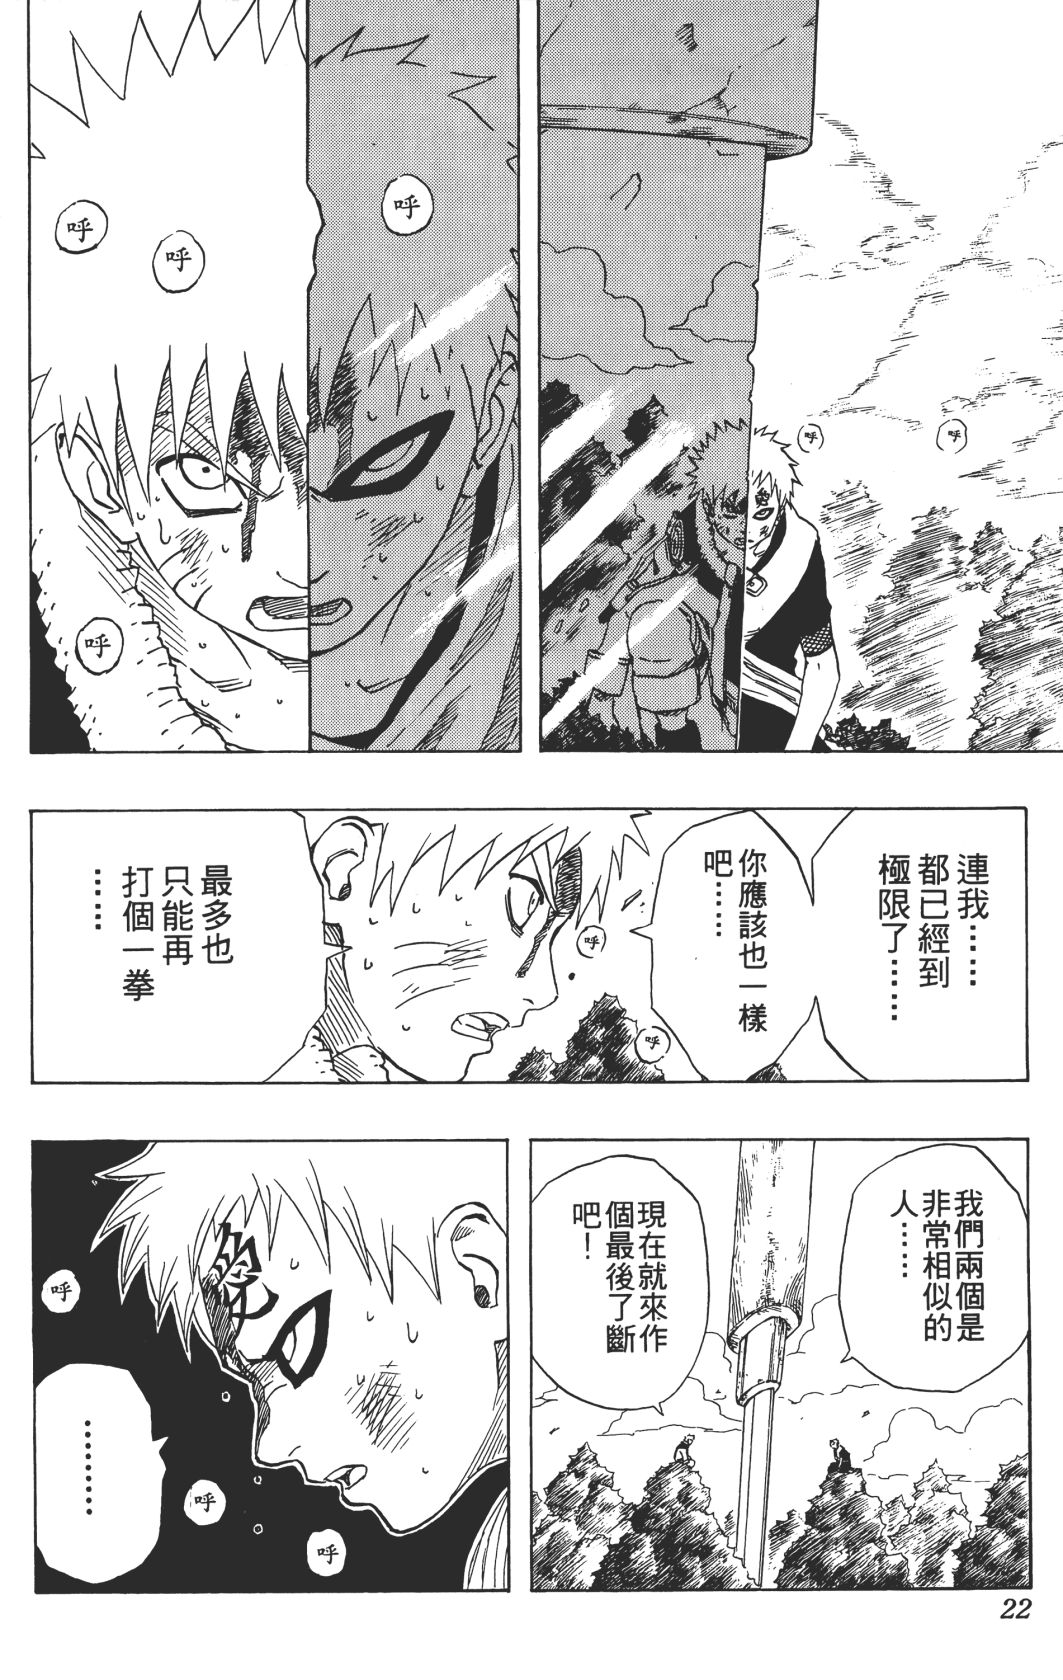 呼
呼
呼
呼
呼
呼
連我……
都已經到
極限了……
你應該也一樣
吧……
呼
呼
最多也
只能再
打個一拳
……
我們兩個是
非常相似的
人……
現在就來作
個最後了斷
吧！
呼
………
呼
呼
22